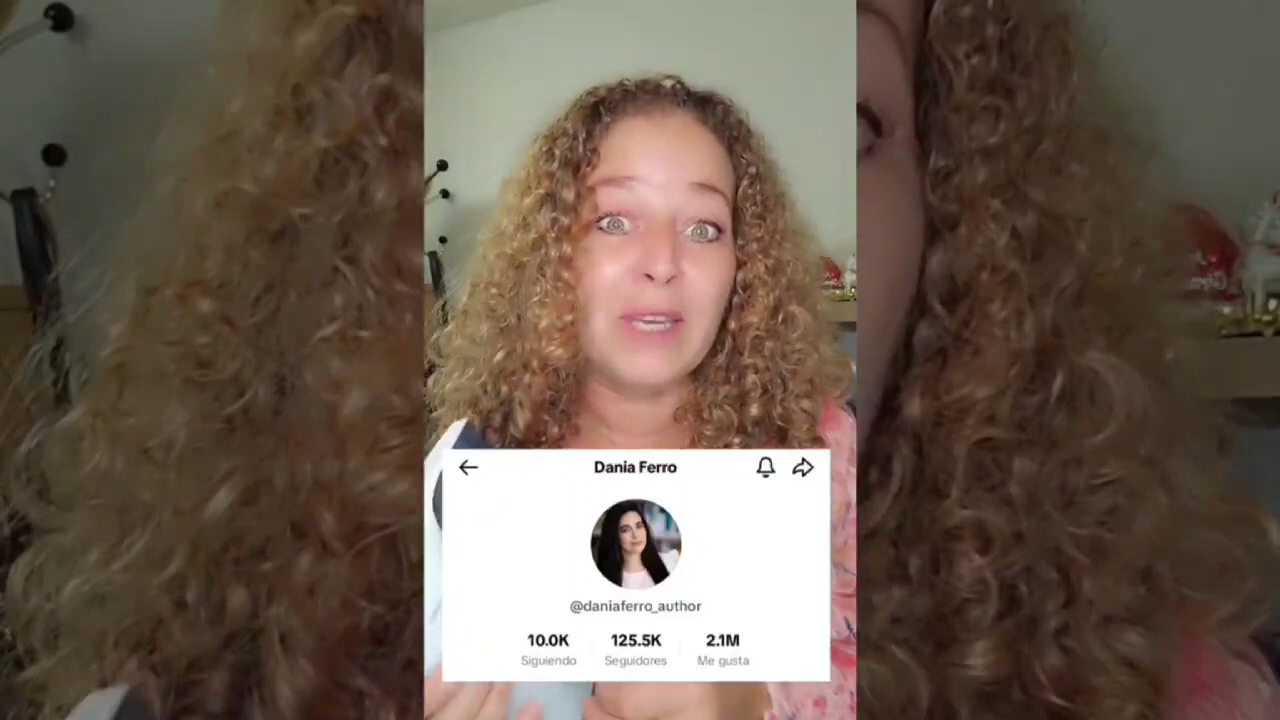 Dania Ferro
@daniaferro_author
10.0K 125.5K 2.1M
Siguiendo Seguidores Me gusta